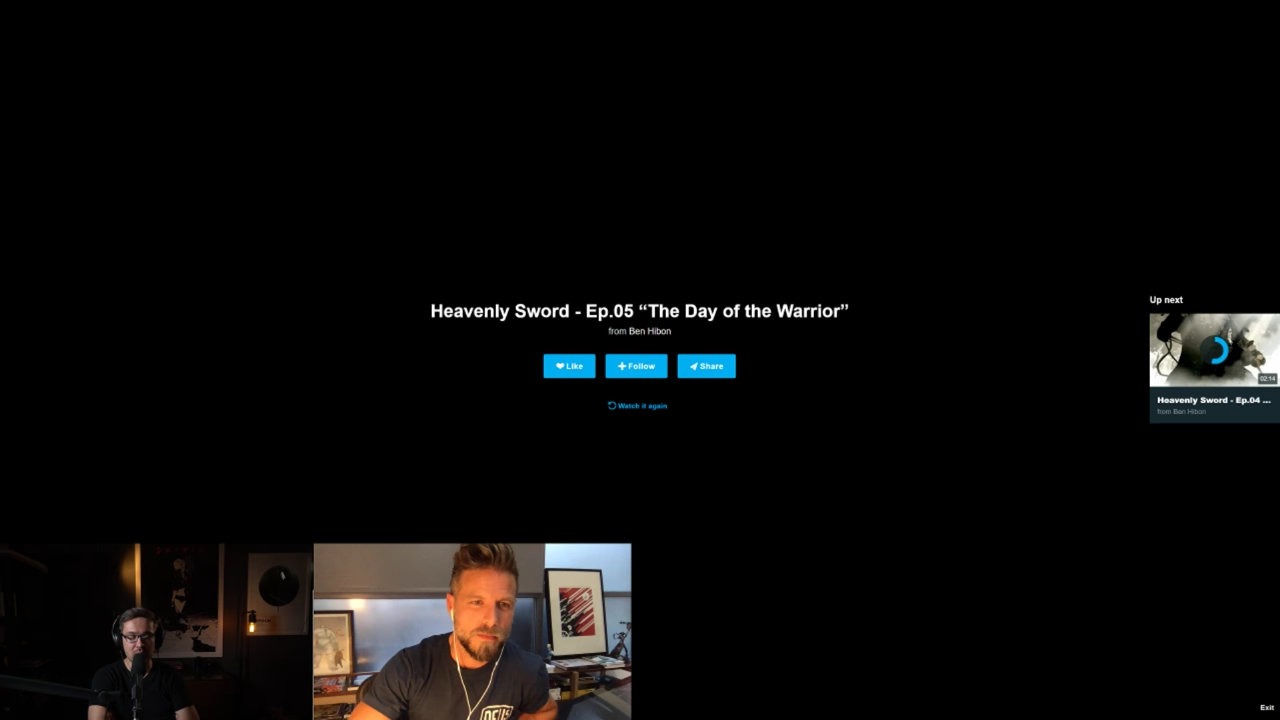 Heavenly Sword - Ep.05 “The Day of the Warrior”
from Ben Hibon
Like
Follow
Share
Watch it again
Up next
02:14
Heavenly Sword - Ep.04 ...
from Ben Hibon
DEUS
Exit